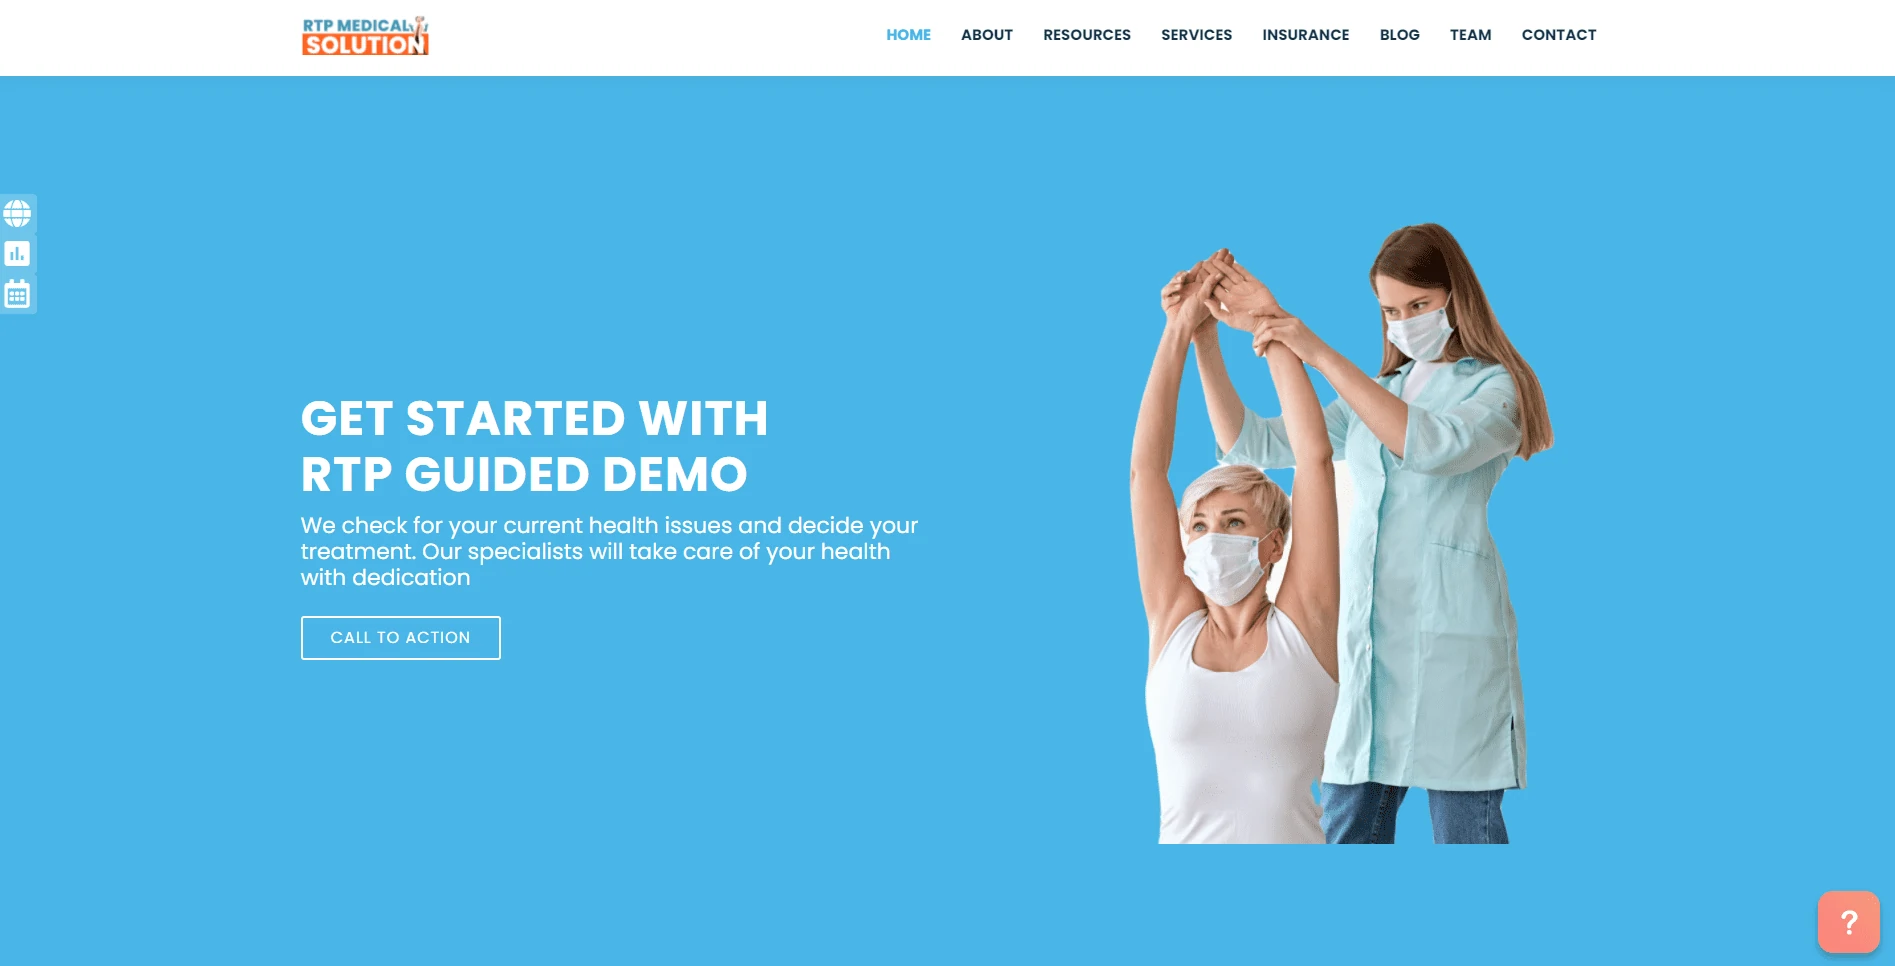 RTP MEDICAL
SOLUTION
HOME ABOUT RESOURCES SERVICES INSURANCE BLOG TEAM CONTACT
GET STARTED WITH
RTP GUIDED DEMO
We check for your current health issues and decide your
treatment. Our specialists will take care of your health
with dedication
CALL TO ACTION
?